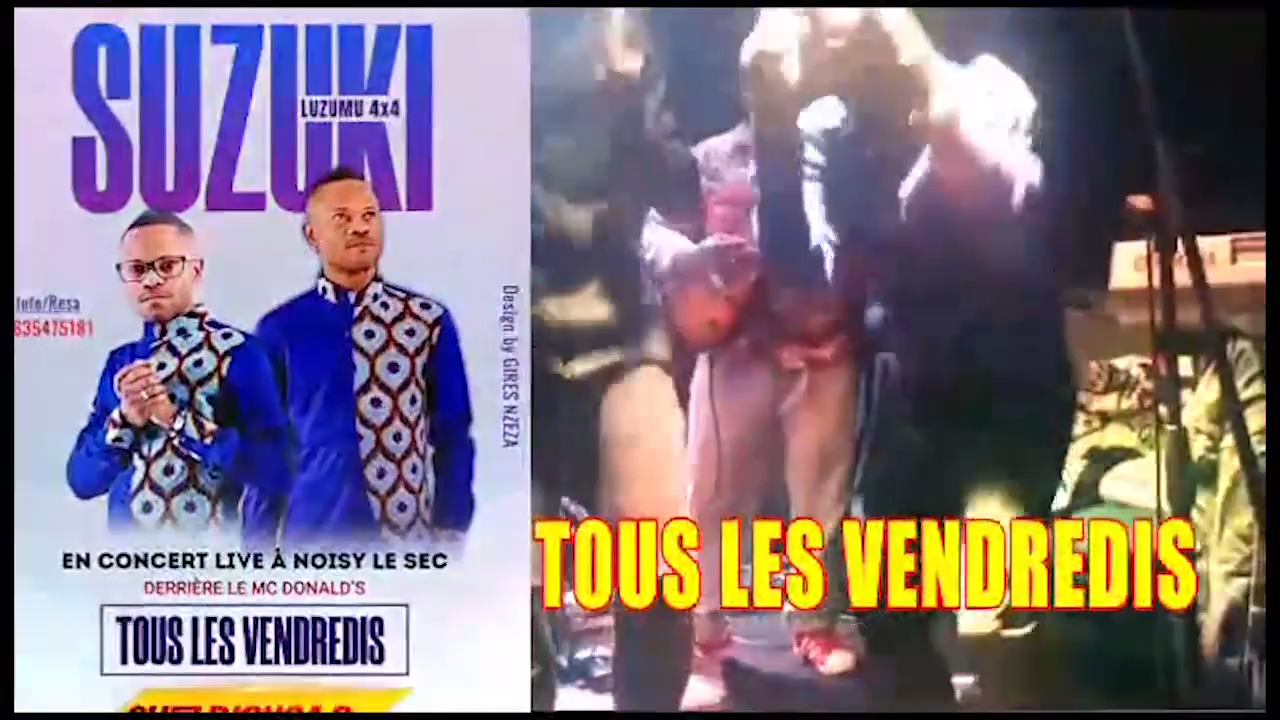 SUZUKI
LUZUMU 4x4
Info/Resa
635475181
Design by GIRES NZEZA
EN CONCERT LIVE À NOISY LE SEC
DERRIÈRE LE MC DONALD'S
TOUS LES VENDREDIS
TOUS LES VENDREDIS